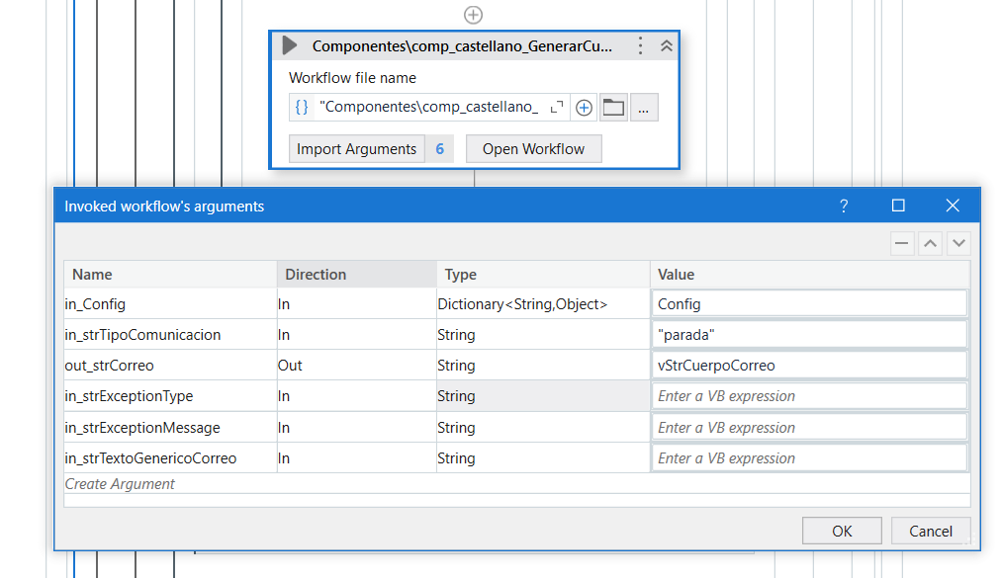 Componentes\comp_castellano_GenerarCu...
Workflow file name
{} "Componentes\comp_castellano_ ...
Import Arguments 6 Open Workflow
Invoked workflow's arguments ?
Name Direction Type Value
in_Config In Dictionary<String,Object> Config
in_strTipoComunicacion In String "parada"
out_strCorreo Out String vStrCuerpoCorreo
in_strExceptionType In String Enter a VB expression
in_strExceptionMessage In String Enter a VB expression
in_strTextoGenericoCorreo In String Enter a VB expression
Create Argument
OK Cancel